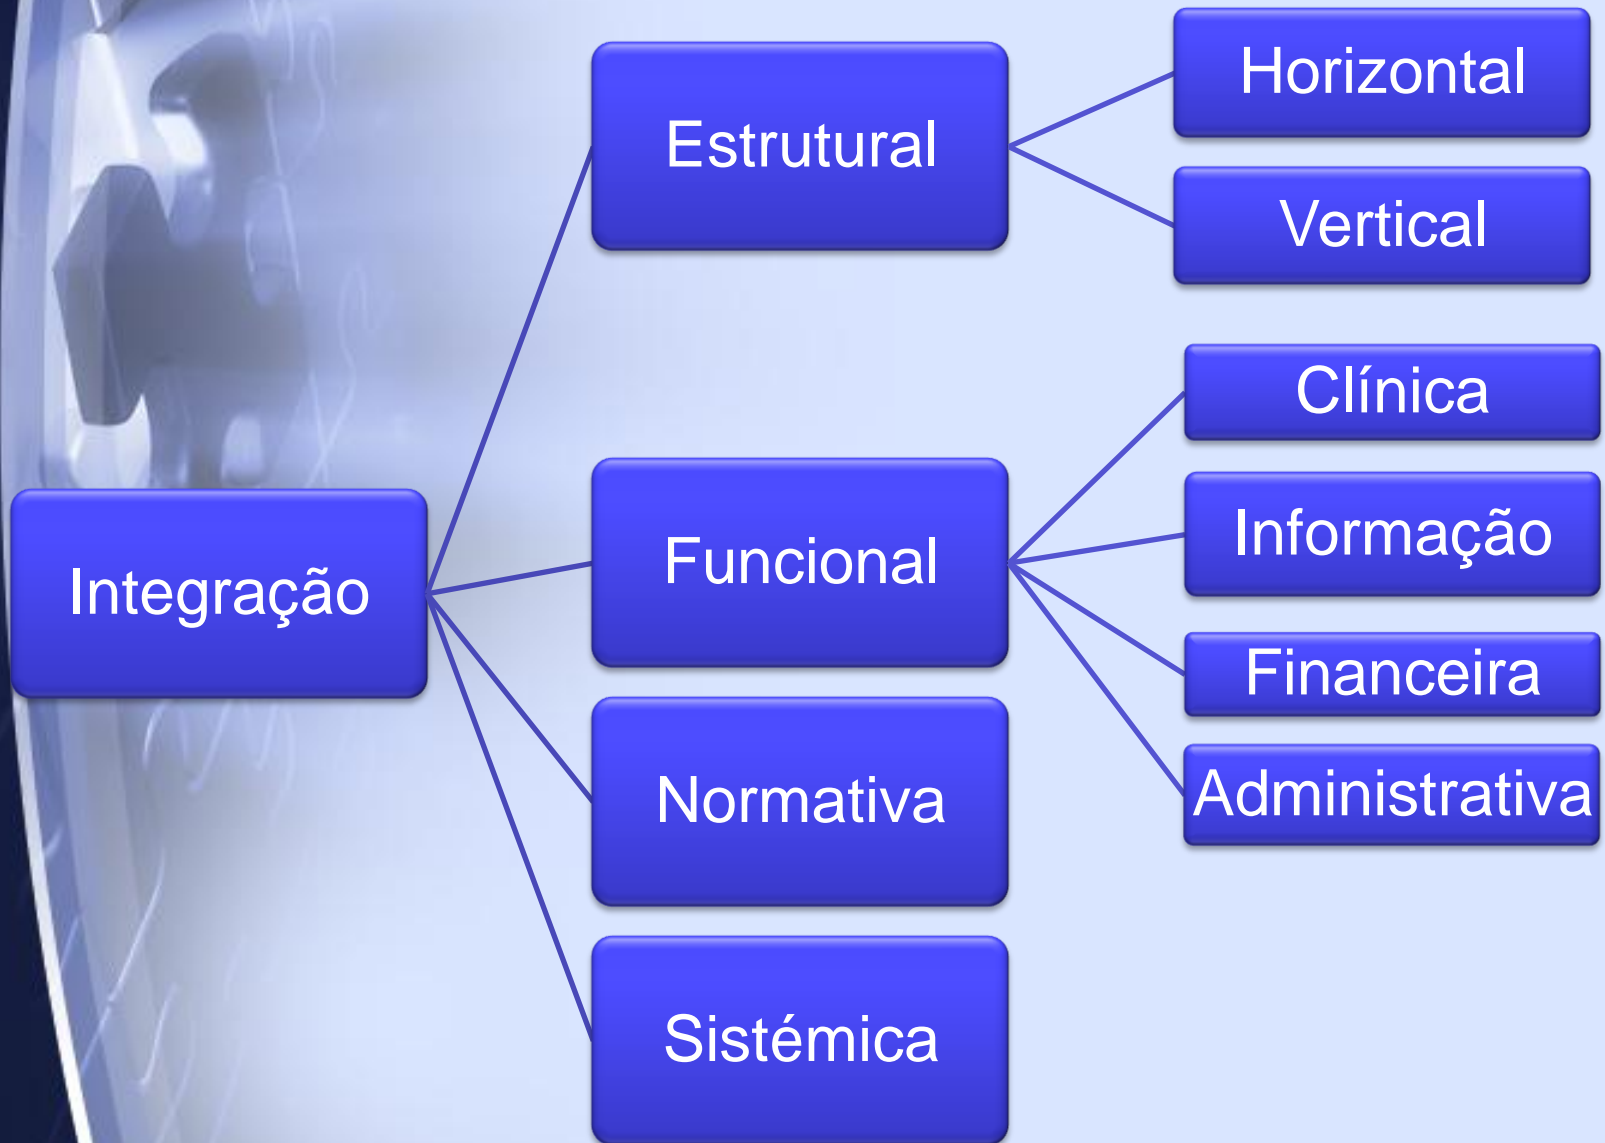 Integração
Estrutural
Horizontal
Vertical
Funcional
Clínica
Informação
Financeira
Administrativa
Normativa
Sistémica